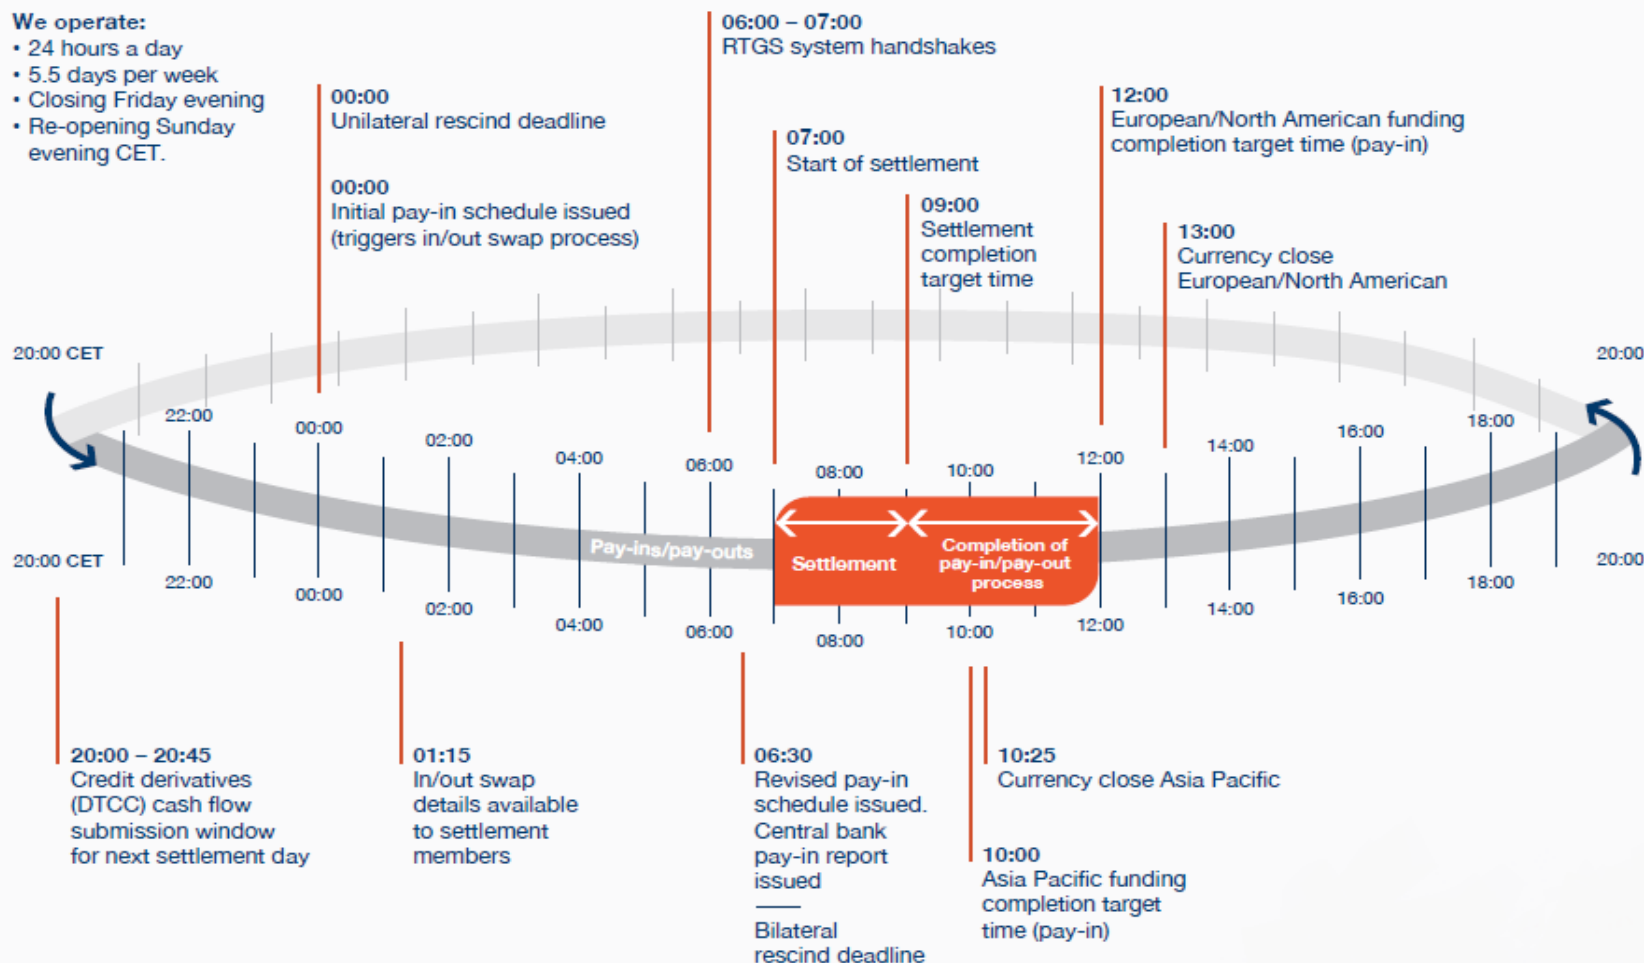 We operate:
• 24 hours a day
• 5.5 days per week
• Closing Friday evening
• Re-opening Sunday
evening CET.
00:00
Unilateral rescind deadline
00:00
Initial pay-in schedule issued
(triggers in/out swap process)
06:00 – 07:00
RTGS system handshakes
07:00
Start of settlement
09:00
Settlement
completion
target time
12:00
European/North American funding
completion target time (pay-in)
13:00
Currency close
European/North American
20:00 CET
20:00
22:00
00:00
02:00
04:00
06:00
08:00
10:00
12:00
14:00
16:00
18:00
Pay-ins/pay-outs
Settlement
Completion of
pay-in/pay-out
process
20:00 CET
22:00
00:00
02:00
04:00
06:00
08:00
10:00
12:00
14:00
16:00
18:00
20:00
20:00 – 20:45
Credit derivatives
(DTCC) cash flow
submission window
for next settlement day
01:15
In/out swap
details available
to settlement
members
06:30
Revised pay-in
schedule issued.
Central bank
pay-in report
issued
Bilateral
rescind deadline
10:25
Currency close Asia Pacific
10:00
Asia Pacific funding
completion target
time (pay-in)